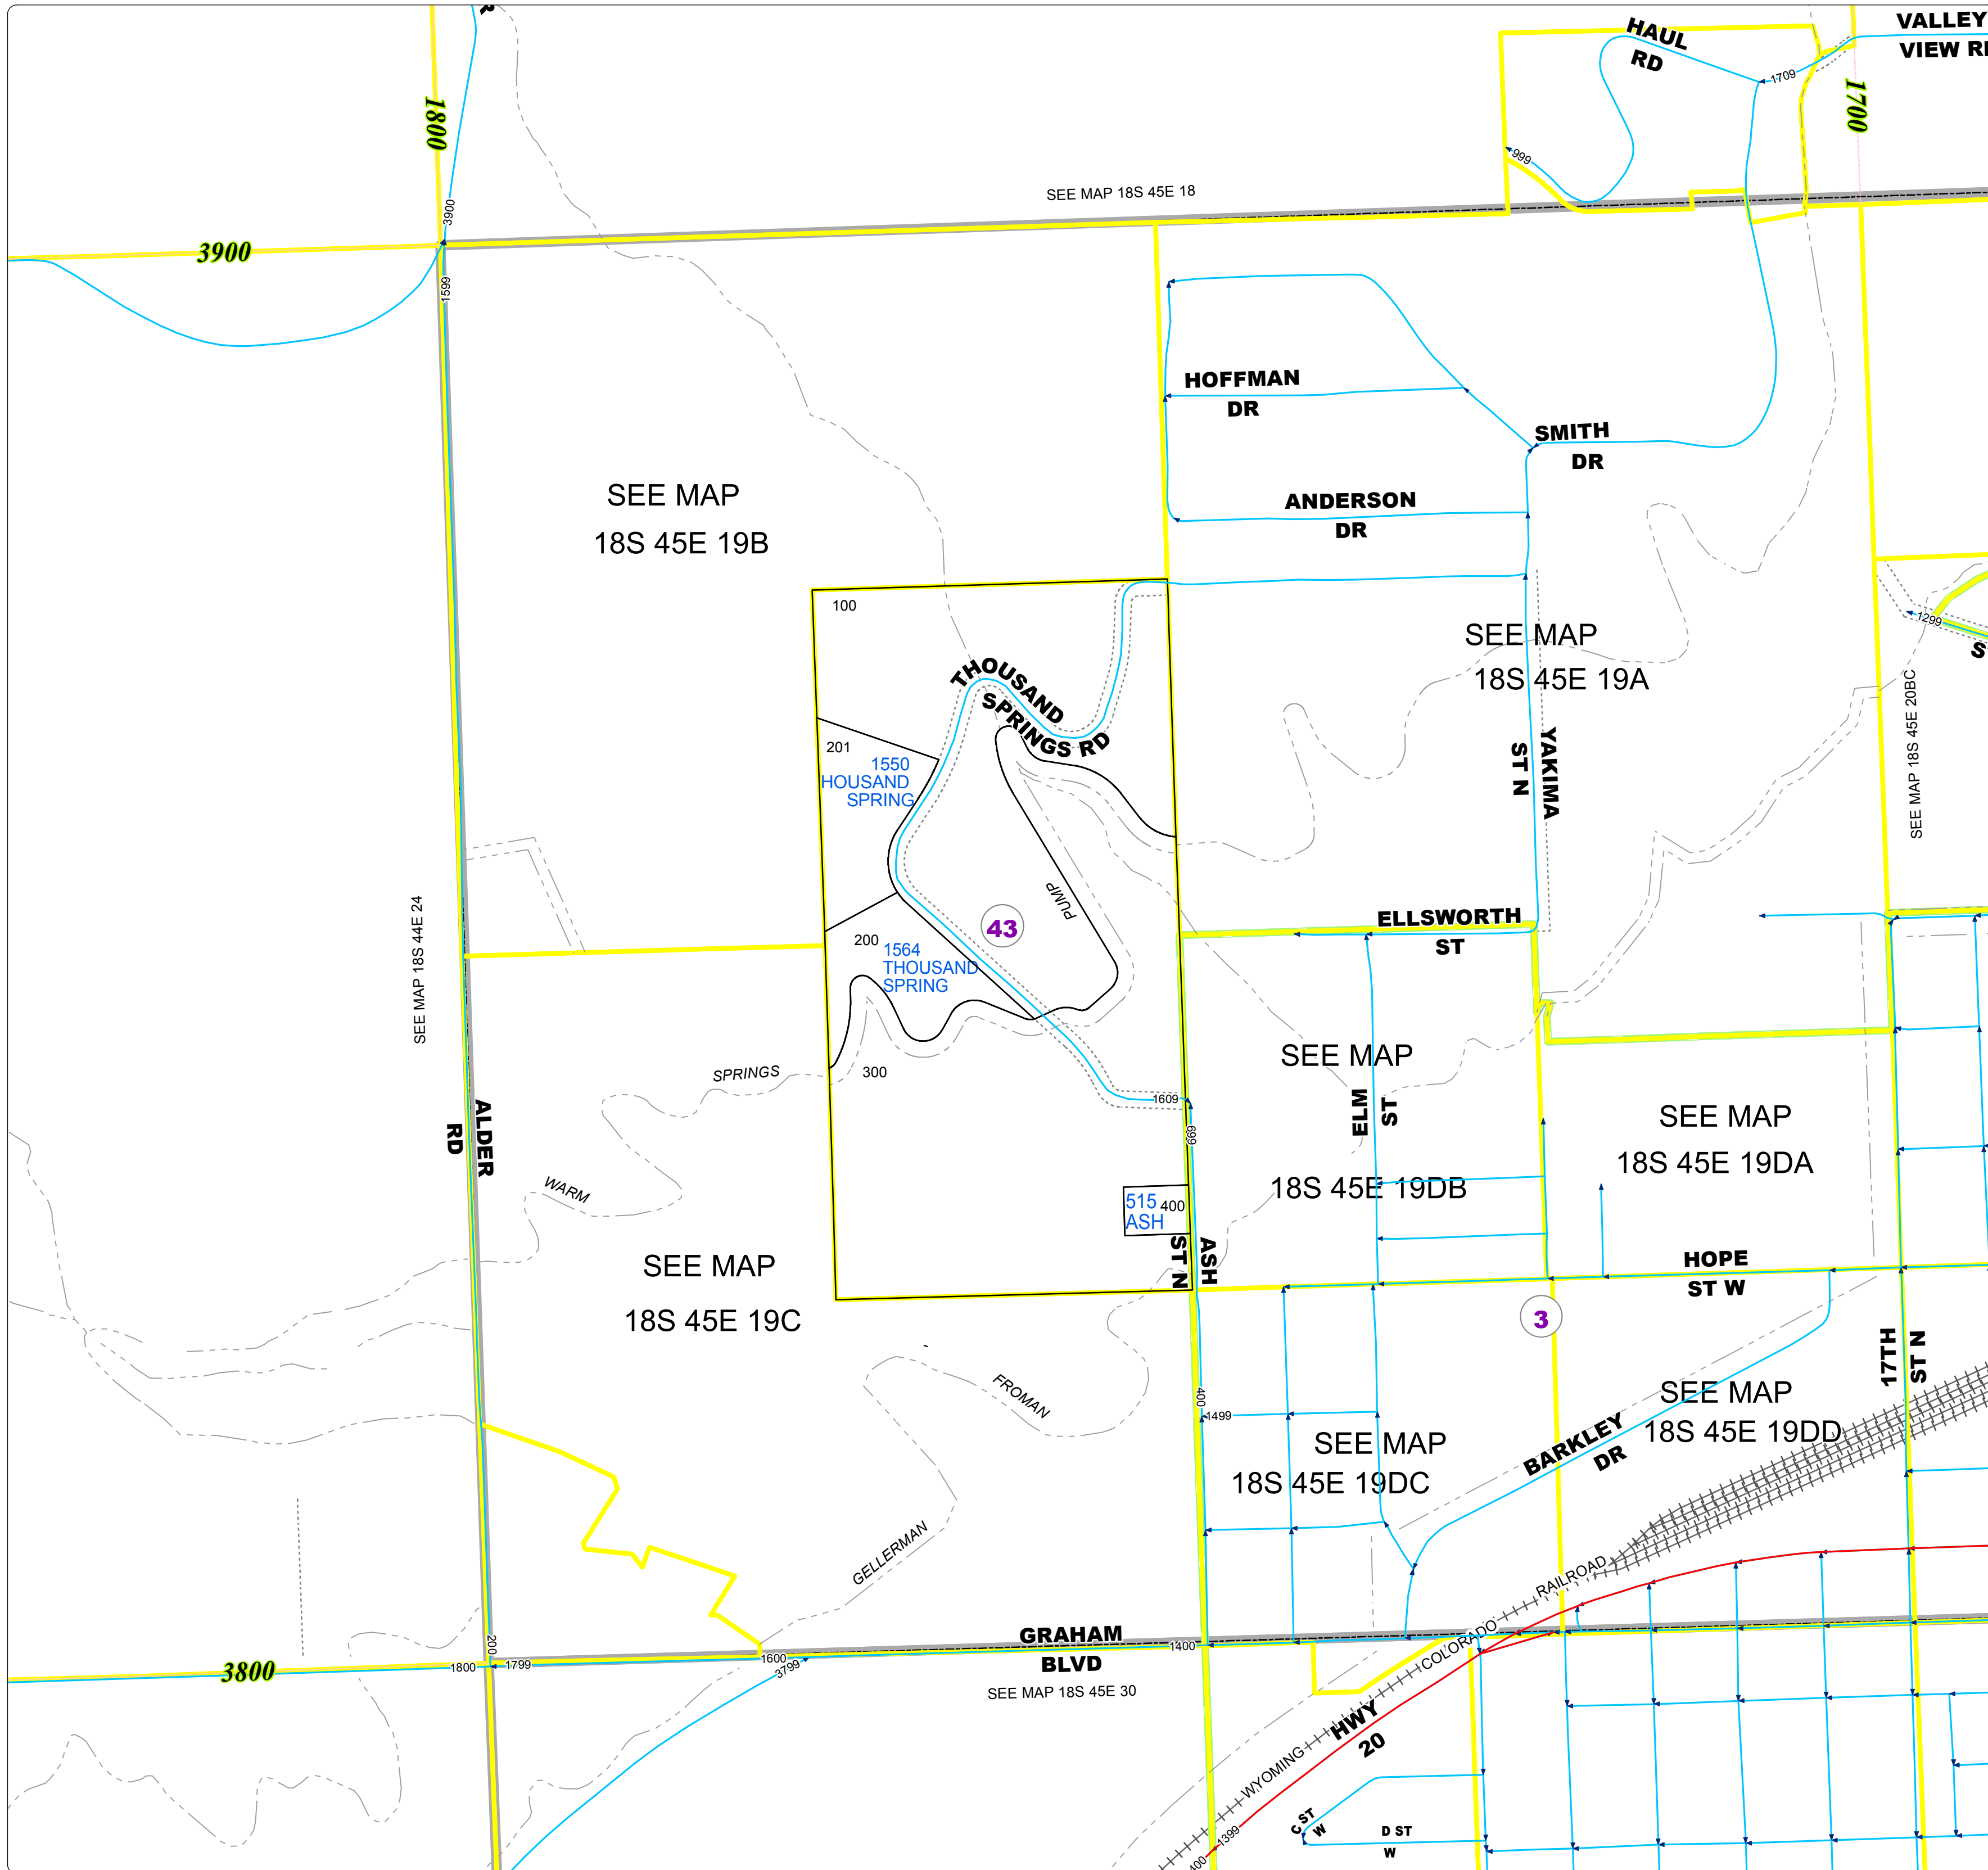 VALLEY
VIEW
HAUL
RD
1709
1800
1700
999
SEE MAP 18S 45E 18
3900
3900
1599
HOFFMAN
DR
SMITH
DR
SEE MAP
18S 45E 19B
ANDERSON
DR
100
SEE MAP
18S 45E 19A
1299
S
THOUSAND
SPRINGS RD
SEE MAP 18S 45E 20BC
201
1550
HOUSAND
SPRING
YAKIMA
ST N
PUMP
43
ELLSWORTH
ST
200
1564
THOUSAND
SPRING
SEE MAP 18S 44E 24
SEE MAP
18S 45E 19DB
ELM
ST
SPRINGS
300
1609
699
SEE MAP
18S 45E 19DA
ALDER
RD
WARM
515
ASH
400
ASH
ST N
SEE MAP
18S 45E 19C
HOPE
ST W
3
17TH
ST N
FROMAN
400
1499
SEE MAP
18S 45E 19DC
BARKLEY
DR
SEE MAP
18S 45E 19DD
GELLERMAN
RAILROAD
COLORADO
WYOMING
GRAHAM
BLVD
200
1400
1600
3799
1799
1800
3800
SEE MAP 18S 45E 30
HWY
20
C ST
W
D ST
W
1399
400